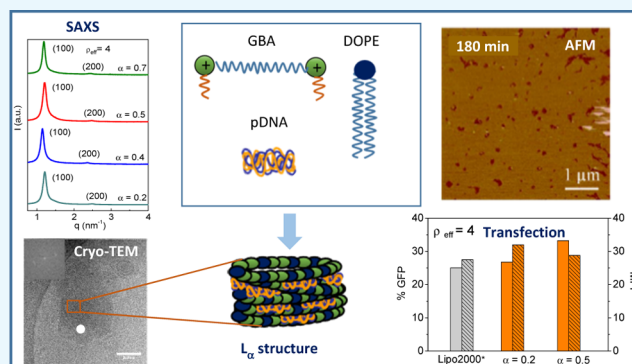 SAXS
(100)
ρeff = 4
(200)
α = 0.7
(100)
(200)
α = 0.5
(100)
(200)
α = 0.4
(100)
(200)
α = 0.2
I (a.u.)
1 2 3 4
q (nm⁻¹)
GBA
DOPE
+
+
pDNA
180 min
AFM
1 μm
Cryo-TEM
Lα structure
ρ eff = 4
Transfection
40
30
20
10
0
% GFP
40
30
20
10
0
Lipo2000*
α = 0.2
α = 0.5